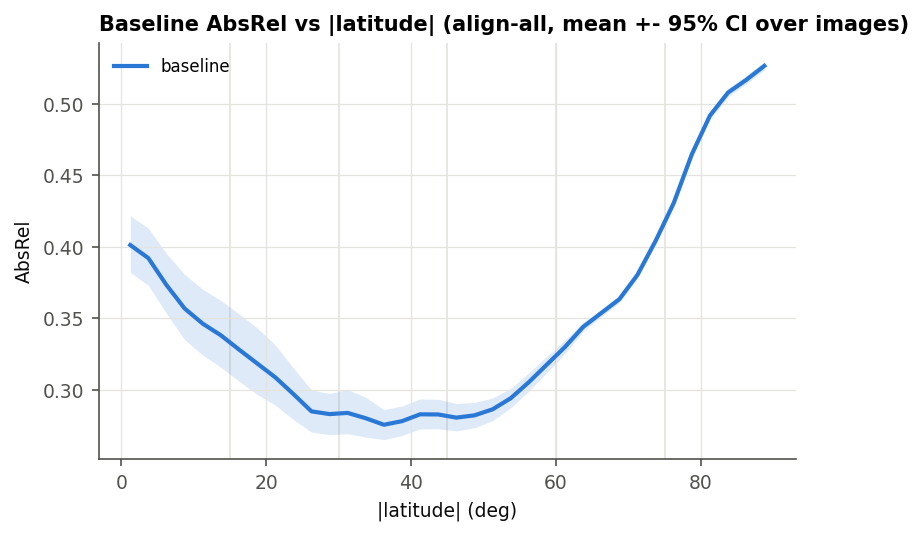 Baseline AbsRel vs |latitude| (align-all, mean +- 95% CI over images)
baseline
0.50
0.45
0.40
0.35
0.30
AbsRel
0 20 40 60 80
|latitude| (deg)